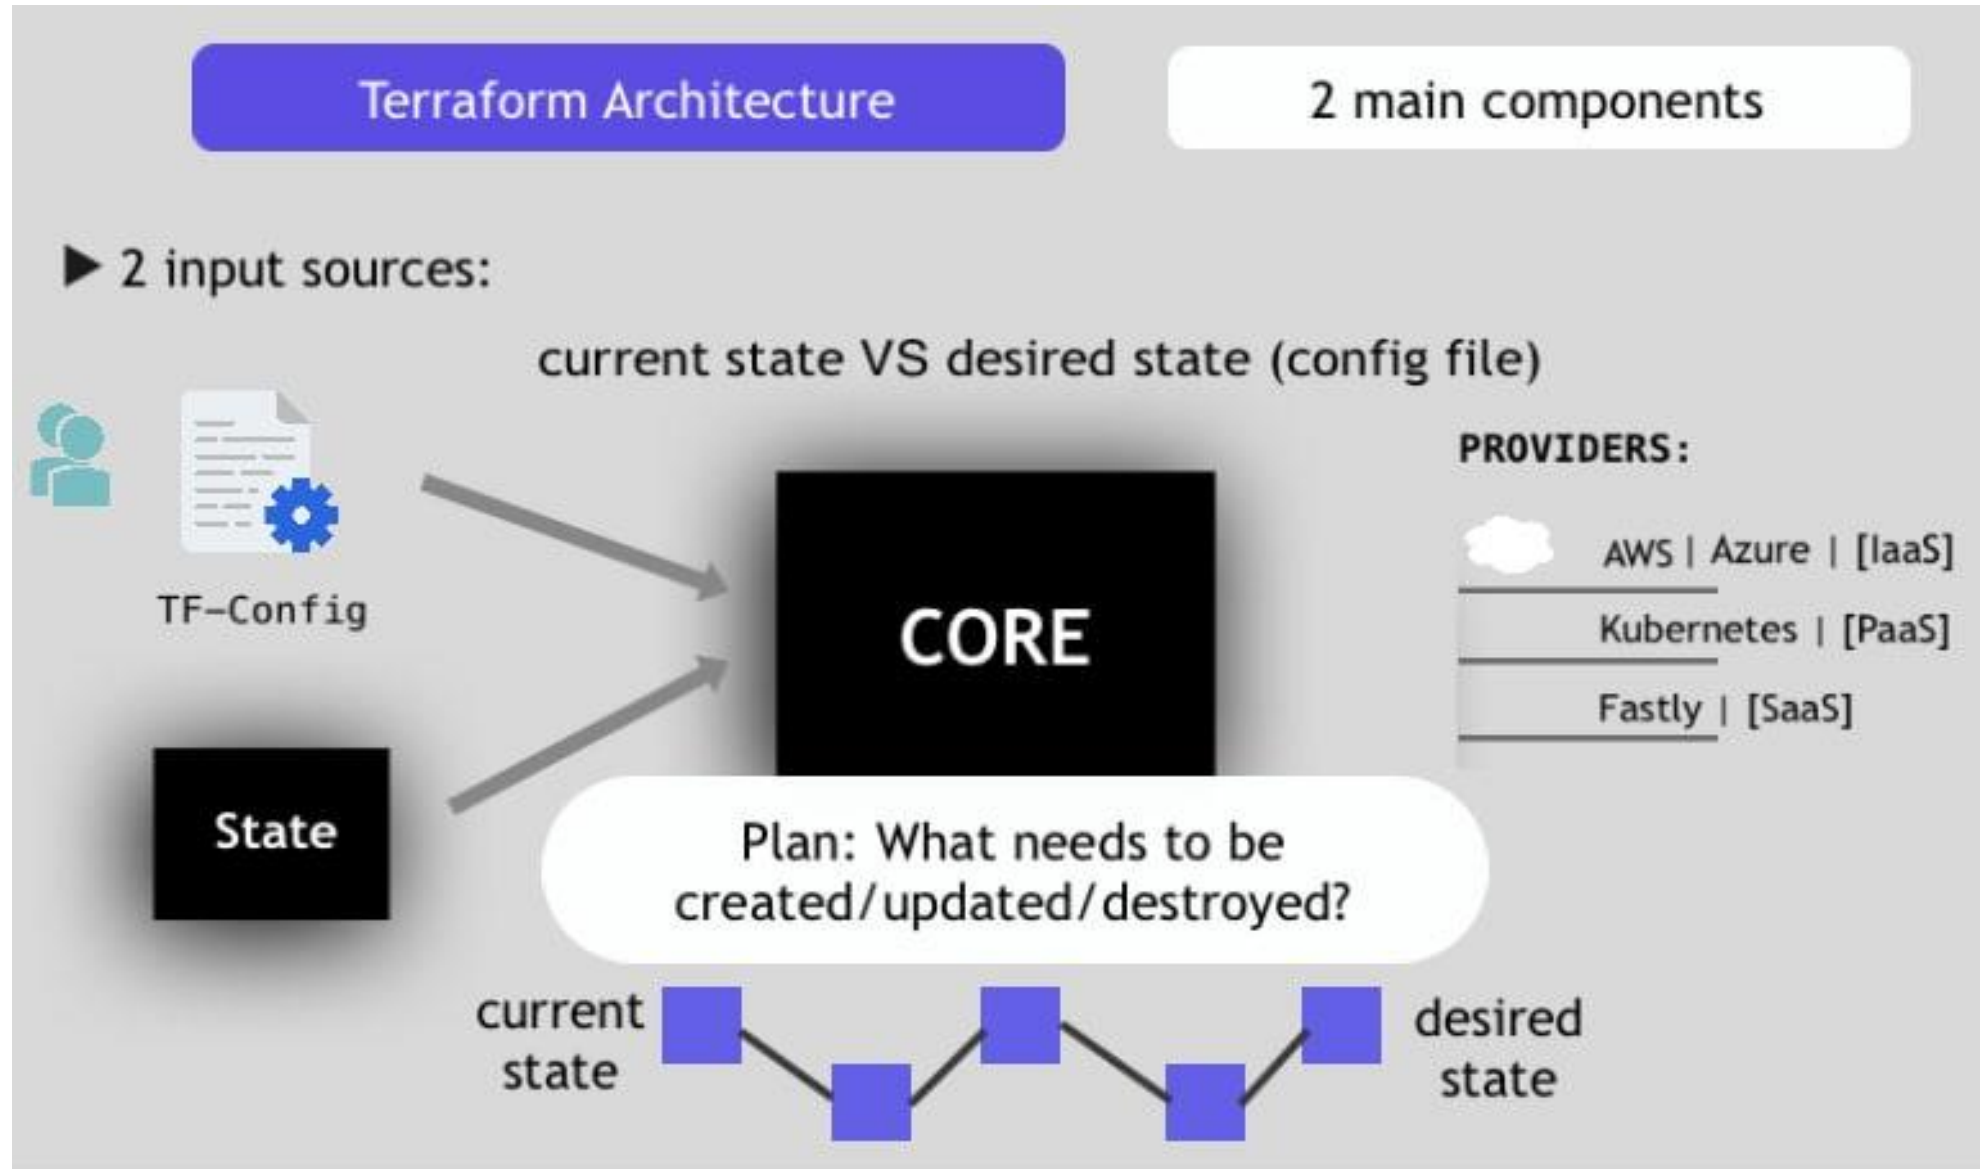 Terraform Architecture
2 main components
▶ 2 input sources:
current state VS desired state (config file)
TF-Config
State
CORE
PROVIDERS:
AWS | Azure | [IaaS]
Kubernetes | [PaaS]
Fastly | [SaaS]
Plan: What needs to be
created/updated/destroyed?
current
state
desired
state